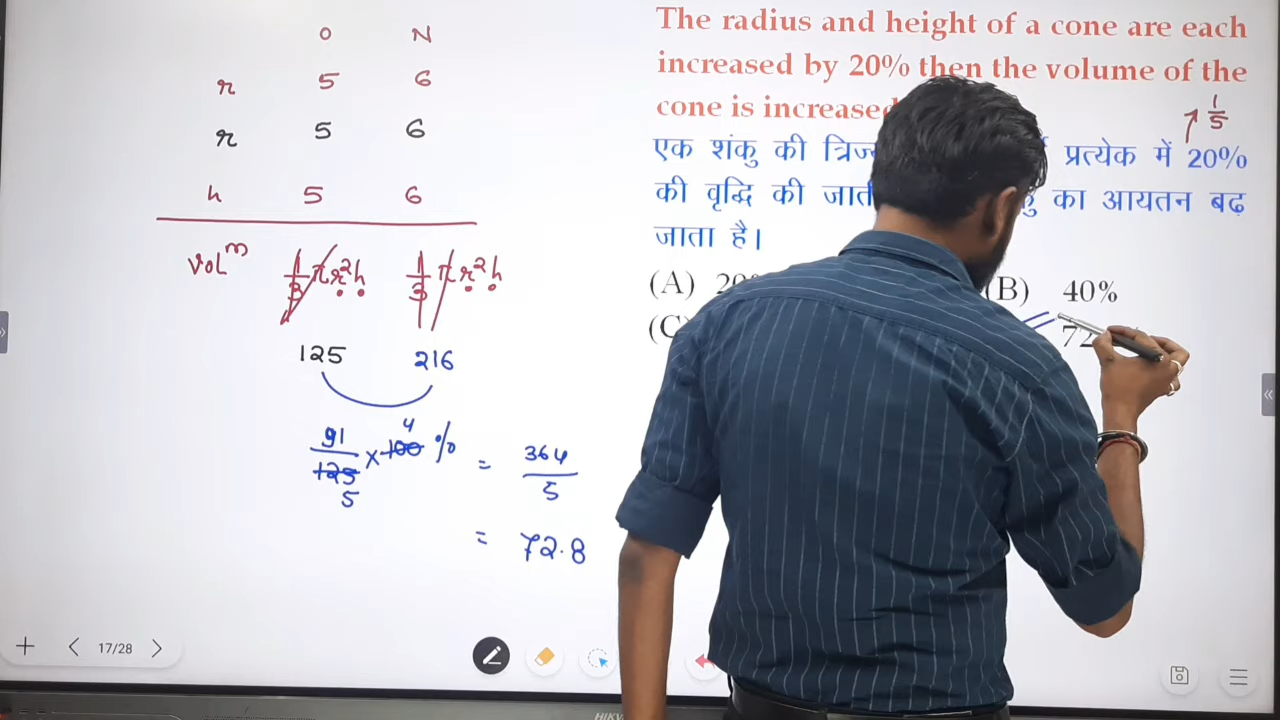 O N
r 5 6
r 5 6
h 5 6
volm 1/3 πr²h 1/3 πr²h
125 216
91/125 × 100 % = 364/5
4
5
= 72.8
The radius and height of a cone are each
increased by 20% then the volume of the
cone is increased
1/5
एक शंकु की प्रत्येक में 20%
की वृद्धि की का आयतन बढ़
जाता है।
(A)
(B) 40%
(C)
17/28